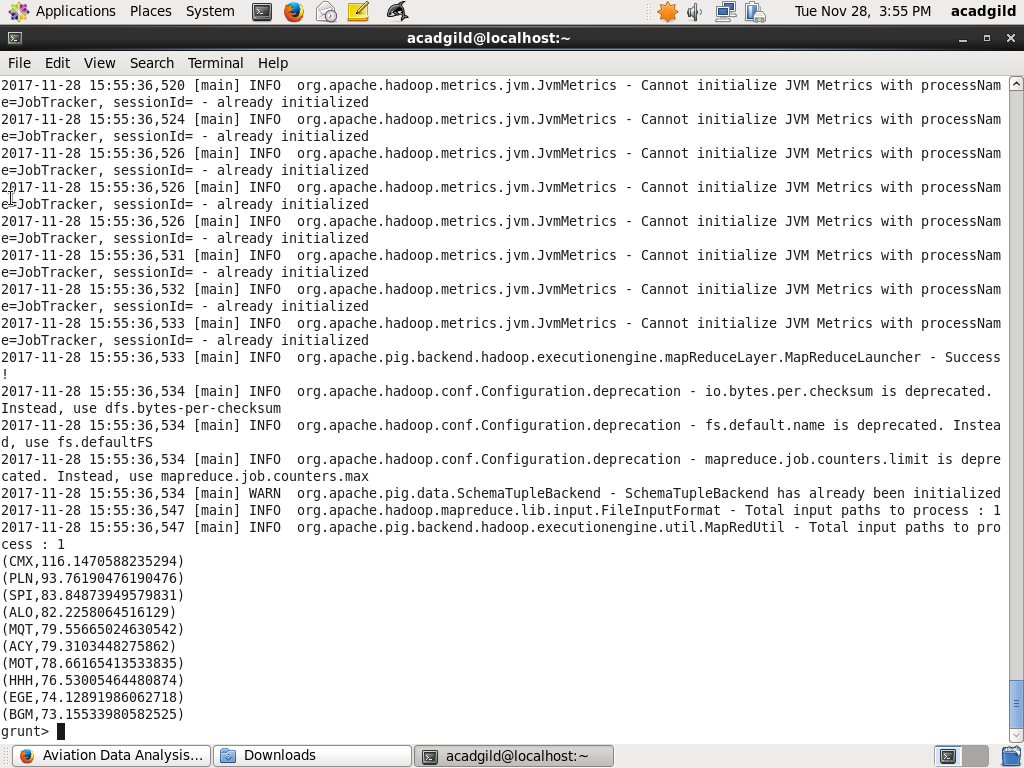 Applications Places System Tue Nov 28, 3:55 PM acadgild
acadgild@localhost:~
File Edit View Search Terminal Help
2017-11-28 15:55:36,520 [main] INFO  org.apache.hadoop.metrics.jvm.JvmMetrics - Cannot initialize JVM Metrics with processNam
e=JobTracker, sessionId= - already initialized
2017-11-28 15:55:36,524 [main] INFO  org.apache.hadoop.metrics.jvm.JvmMetrics - Cannot initialize JVM Metrics with processNam
e=JobTracker, sessionId= - already initialized
2017-11-28 15:55:36,526 [main] INFO  org.apache.hadoop.metrics.jvm.JvmMetrics - Cannot initialize JVM Metrics with processNam
e=JobTracker, sessionId= - already initialized
2017-11-28 15:55:36,526 [main] INFO  org.apache.hadoop.metrics.jvm.JvmMetrics - Cannot initialize JVM Metrics with processNam
e=JobTracker, sessionId= - already initialized
2017-11-28 15:55:36,526 [main] INFO  org.apache.hadoop.metrics.jvm.JvmMetrics - Cannot initialize JVM Metrics with processNam
e=JobTracker, sessionId= - already initialized
2017-11-28 15:55:36,531 [main] INFO  org.apache.hadoop.metrics.jvm.JvmMetrics - Cannot initialize JVM Metrics with processNam
e=JobTracker, sessionId= - already initialized
2017-11-28 15:55:36,532 [main] INFO  org.apache.hadoop.metrics.jvm.JvmMetrics - Cannot initialize JVM Metrics with processNam
e=JobTracker, sessionId= - already initialized
2017-11-28 15:55:36,533 [main] INFO  org.apache.hadoop.metrics.jvm.JvmMetrics - Cannot initialize JVM Metrics with processNam
e=JobTracker, sessionId= - already initialized
2017-11-28 15:55:36,533 [main] INFO  org.apache.pig.backend.hadoop.executionengine.mapReduceLayer.MapReduceLauncher - Success
!
2017-11-28 15:55:36,534 [main] INFO  org.apache.hadoop.conf.Configuration.deprecation - io.bytes.per.checksum is deprecated.
Instead, use dfs.bytes-per-checksum
2017-11-28 15:55:36,534 [main] INFO  org.apache.hadoop.conf.Configuration.deprecation - fs.default.name is deprecated. Instea
d, use fs.defaultFS
2017-11-28 15:55:36,534 [main] INFO  org.apache.hadoop.conf.Configuration.deprecation - mapreduce.job.counters.limit is depre
cated. Instead, use mapreduce.job.counters.max
2017-11-28 15:55:36,534 [main] WARN  org.apache.pig.data.SchemaTupleBackend - SchemaTupleBackend has already been initialized
2017-11-28 15:55:36,547 [main] INFO  org.apache.hadoop.mapreduce.lib.input.FileInputFormat - Total input paths to process : 1
2017-11-28 15:55:36,547 [main] INFO  org.apache.pig.backend.hadoop.executionengine.util.MapRedUtil - Total input paths to pro
cess : 1
(CMX,116.1470588235294)
(PLN,93.76190476190476)
(SPI,83.84873949579831)
(ALO,82.2258064516129)
(MQT,79.55665024630542)
(ACY,79.3103448275862)
(MOT,78.66165413533835)
(HHH,76.53005464480874)
(EGE,74.12891986062718)
(BGM,73.15533980582525)
grunt>
Aviation Data Analysis... Downloads acadgild@localhost:~